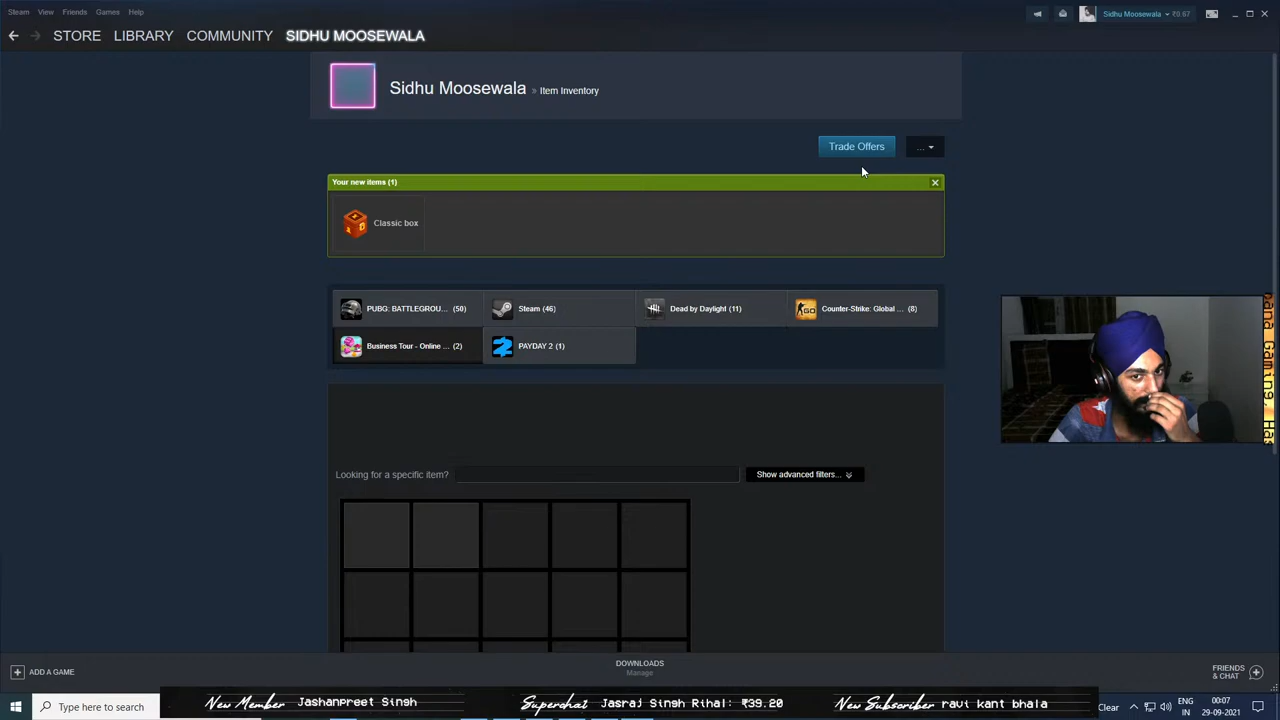 Steam View Friends Games Help
Sidhu Moosewala ₹0.67
STORE LIBRARY COMMUNITY SIDHU MOOSEWALA
Sidhu Moosewala » Item Inventory
Trade Offers ...
Your new items (1)
Classic box
PUBG: BATTLEGROU... (50) Steam (46) Dead by Daylight (11) Counter-Strike: Global ... (8)
Business Tour - Online ... (2) PAYDAY 2 (1)
Looking for a specific item? Show advanced filters...
ADD A GAME
DOWNLOADS
Manage
FRIENDS
& CHAT
Type here to search
New Member Jashanpreet Singh Superchat Jasraj Singh Rihal: ₹39.20 New Subscriber ravi kant bhala
Clear
ENG
IN
00:07
29-09-2021